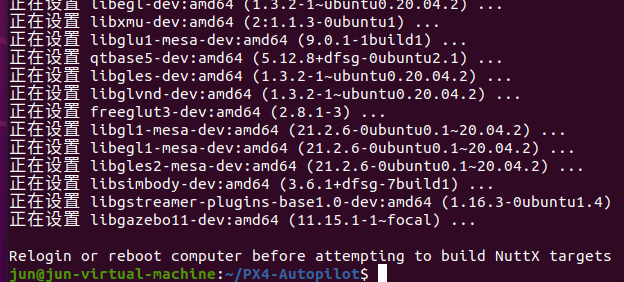 正在设置 libegl-dev:amd64 (1.3.2-1~ubuntu0.20.04.2) ...
正在设置 libxmu-dev:amd64 (2:1.1.3-0ubuntu1) ...
正在设置 libglu1-mesa-dev:amd64 (9.0.1-1build1) ...
正在设置 qtbase5-dev:amd64 (5.12.8+dfsg-0ubuntu2.1) ...
正在设置 libgles-dev:amd64 (1.3.2-1~ubuntu0.20.04.2) ...
正在设置 libglvnd-dev:amd64 (1.3.2-1~ubuntu0.20.04.2) ...
正在设置 freeglut3-dev:amd64 (2.8.1-3) ...
正在设置 libgl1-mesa-dev:amd64 (21.2.6-0ubuntu0.1~20.04.2) ...
正在设置 libegl1-mesa-dev:amd64 (21.2.6-0ubuntu0.1~20.04.2) ...
正在设置 libgles2-mesa-dev:amd64 (21.2.6-0ubuntu0.1~20.04.2) ...
正在设置 libsimbody-dev:amd64 (3.6.1+dfsg-7build1) ...
正在设置 libgstreamer-plugins-base1.0-dev:amd64 (1.16.3-0ubuntu1.4)
正在设置 libgazebo11-dev:amd64 (11.15.1-1~focal) ...
Relogin or reboot computer before attempting to build NuttX targets
jun@jun-virtual-machine:~/PX4-Autopilot$